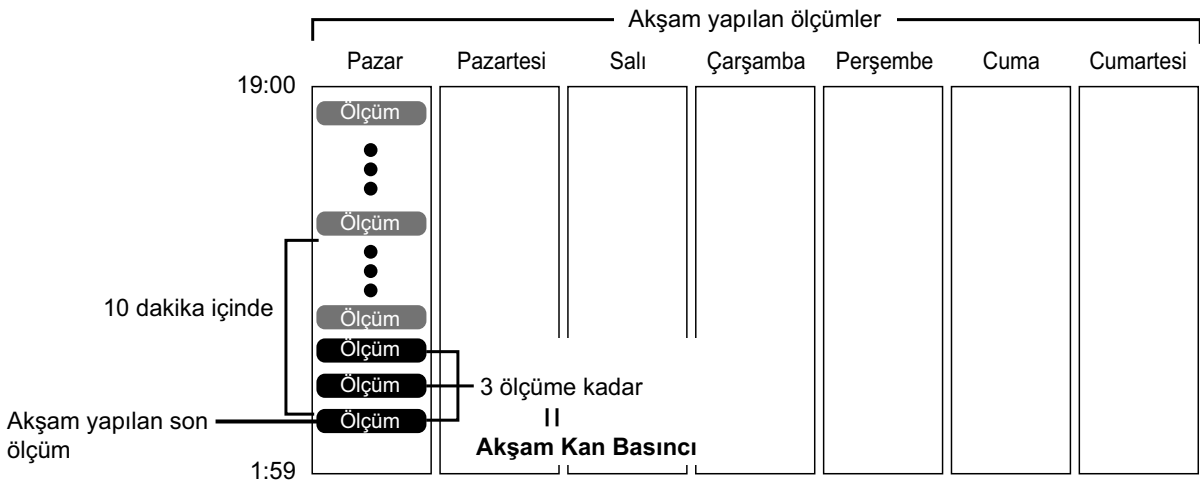 Akşam yapılan ölçümler
Pazar Pazartesi Salı Çarşamba Perşembe Cuma Cumartesi
19:00
Ölçüm
Ölçüm
10 dakika içinde
Ölçüm
Ölçüm
Ölçüm
3 ölçüme kadar
Akşam yapılan son
ölçüm
Ölçüm
=
Akşam Kan Basıncı
1:59